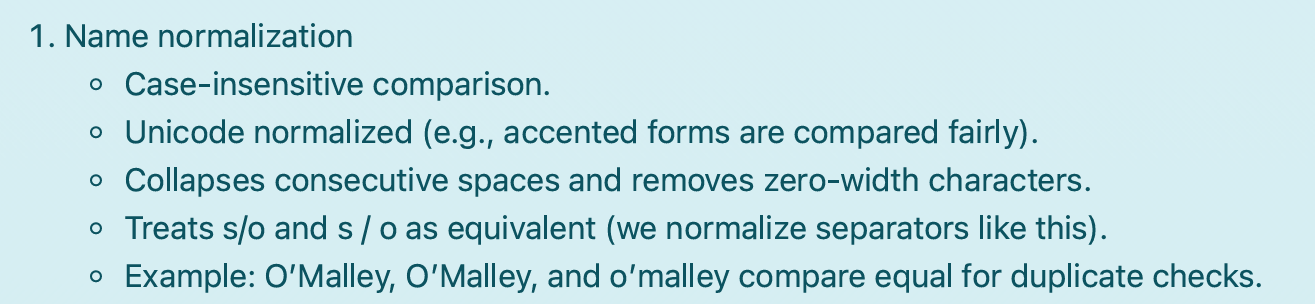 1. Name normalization
◦ Case-insensitive comparison.
◦ Unicode normalized (e.g., accented forms are compared fairly).
◦ Collapses consecutive spaces and removes zero-width characters.
◦ Treats s/o and s / o as equivalent (we normalize separators like this).
◦ Example: O’Malley, O’Malley, and o’malley compare equal for duplicate checks.